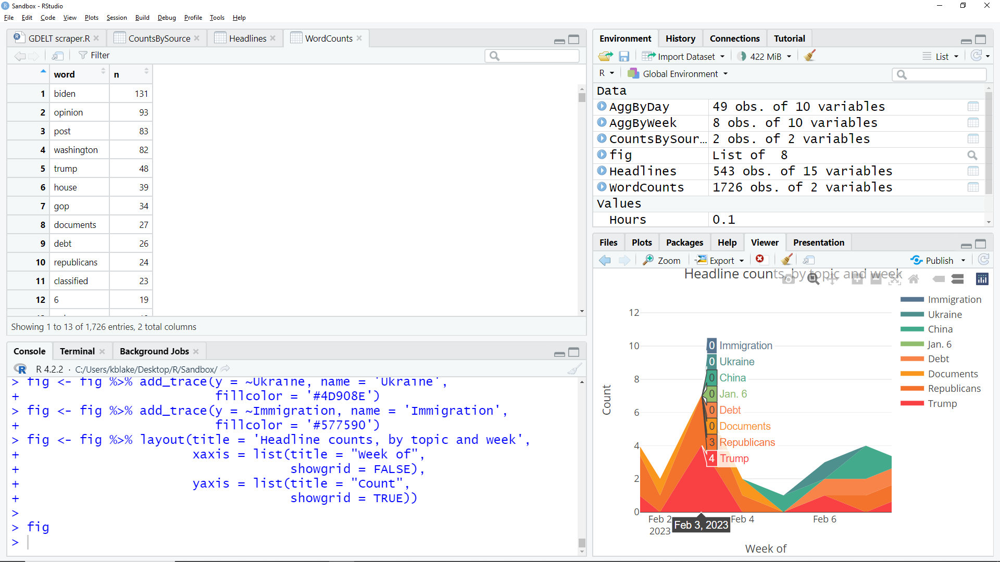 Sandbox - RStudio
File Edit Code View Plots Session Build Debug Profile Tools Help
GDELT scraper.R CountsBySource Headlines WordCounts
Filter
word n
1 biden 131
2 opinion 93
3 post 83
4 washington 82
5 trump 48
6 house 39
7 gop 34
8 documents 27
9 debt 26
10 republicans 24
11 classified 23
12 6 19
Showing 1 to 13 of 1,726 entries, 2 total columns
Console Terminal Background Jobs
R 4.2.2 · C:/Users/kblake/Desktop/R/Sandbox/
> fig <- fig %>% add_trace(y = ~Ukraine, name = 'Ukraine',
+ fillcolor = '#4D908E')
> fig <- fig %>% add_trace(y = ~Immigration, name = 'Immigration',
+ fillcolor = '#577590')
> fig <- fig %>% layout(title = 'Headline counts, by topic and week',
+ xaxis = list(title = "Week of",
+ showgrid = FALSE),
+ yaxis = list(title = "Count",
+ showgrid = TRUE))
>
> fig
>
Environment History Connections Tutorial
Import Dataset 422 MiB List
R Global Environment
Data
AggByDay 49 obs. of 10 variables
AggByWeek 8 obs. of 10 variables
CountsBySour… 2 obs. of 2 variables
fig List of 8
Headlines 543 obs. of 15 variables
WordCounts 1726 obs. of 2 variables
Values
Hours 0.1
Files Plots Packages Help Viewer Presentation
Zoom Export Publish
Headline counts, by topic and week
Immigration
Ukraine
China
Jan. 6
Debt
Documents
Republicans
Trump
12
10
8
6
4
2
0
Count
0 Immigration
0 Ukraine
0 China
0 Jan. 6
0 Debt
0 Documents
3 Republicans
4 Trump
Feb 2
2023
Feb 3, 2023
Feb 4
Feb 6
Week of